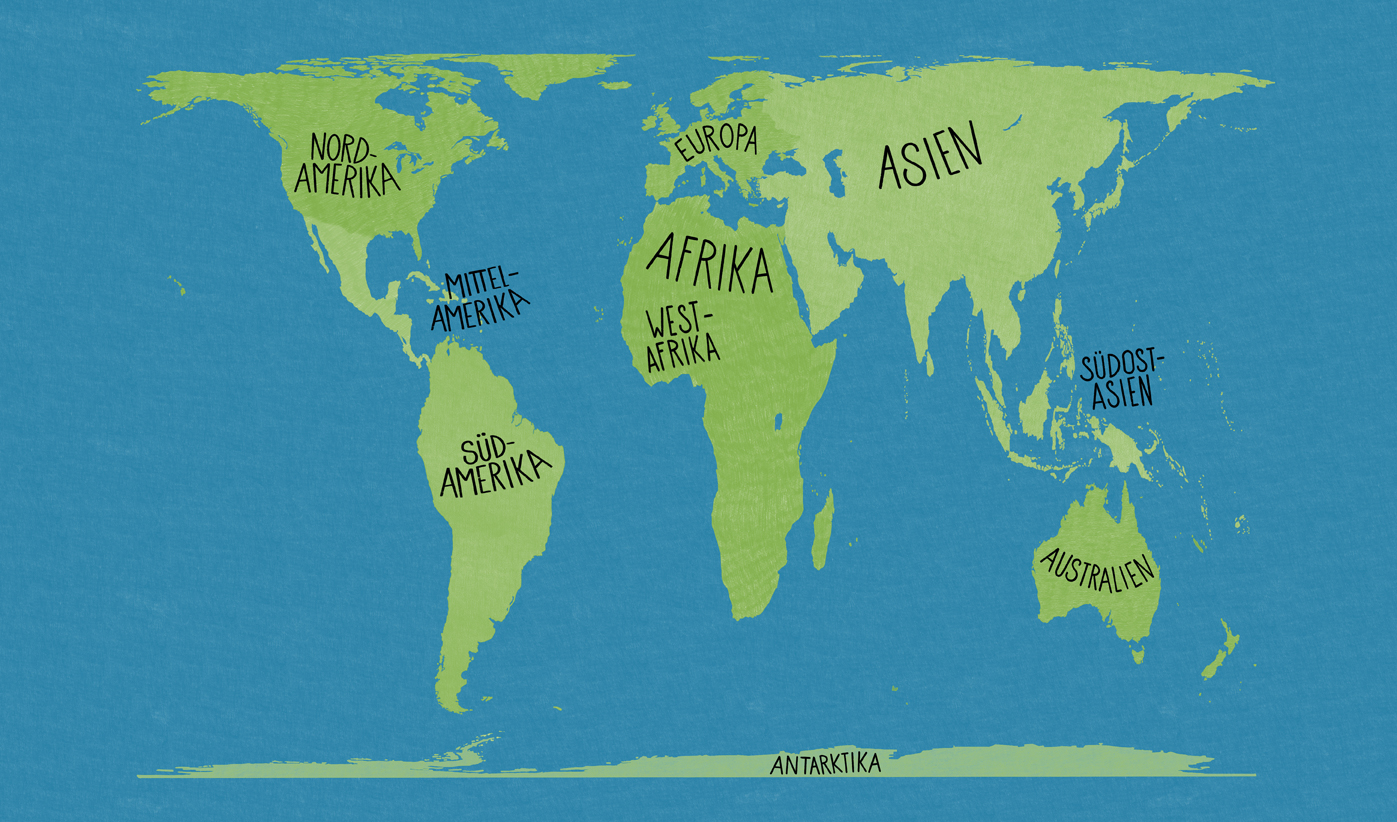 NORD-
AMERIKA
EUROPA
ASIEN
AFRIKA
MITTEL-
AMERIKA
WEST-
AFRIKA
SÜDOST-
ASIEN
SÜD-
AMERIKA
AUSTRALIEN
ANTARKTIKA